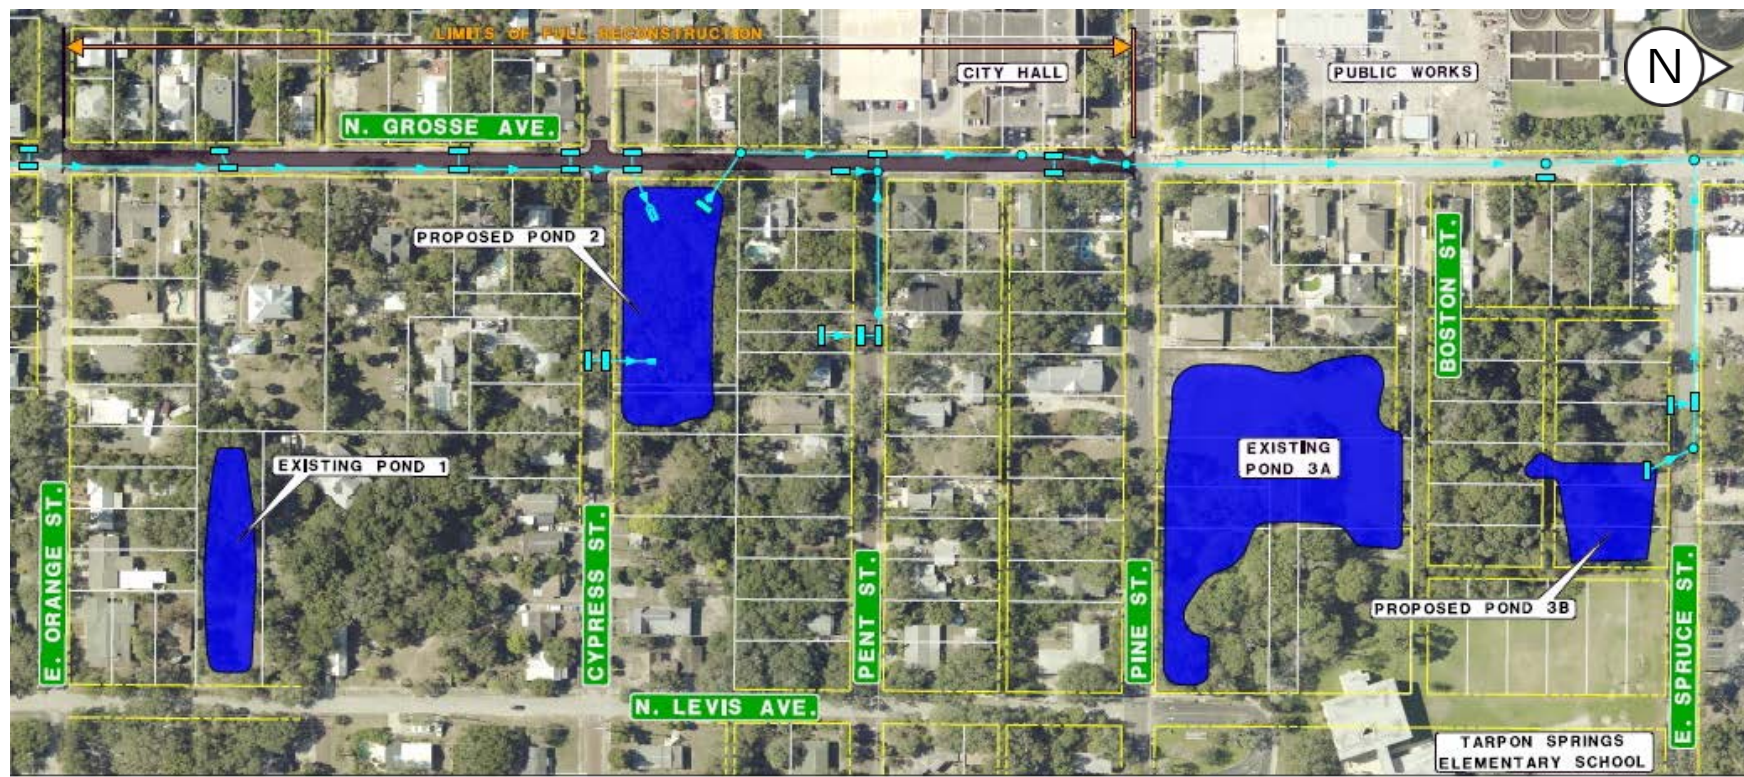 LIMITS OF FULL RECONSTRUCTION
CITY HALL
PUBLIC WORKS
N
N. GROSSE AVE.
PROPOSED POND 2
BOSTON ST.
EXISTING POND 1
EXISTING
POND 3A
E. ORANGE ST.
CYPRESS ST.
PENT ST.
PINE ST.
E. SPRUCE ST.
PROPOSED POND 3B
N. LEVIS AVE.
TARPON SPRINGS
ELEMENTARY SCHOOL